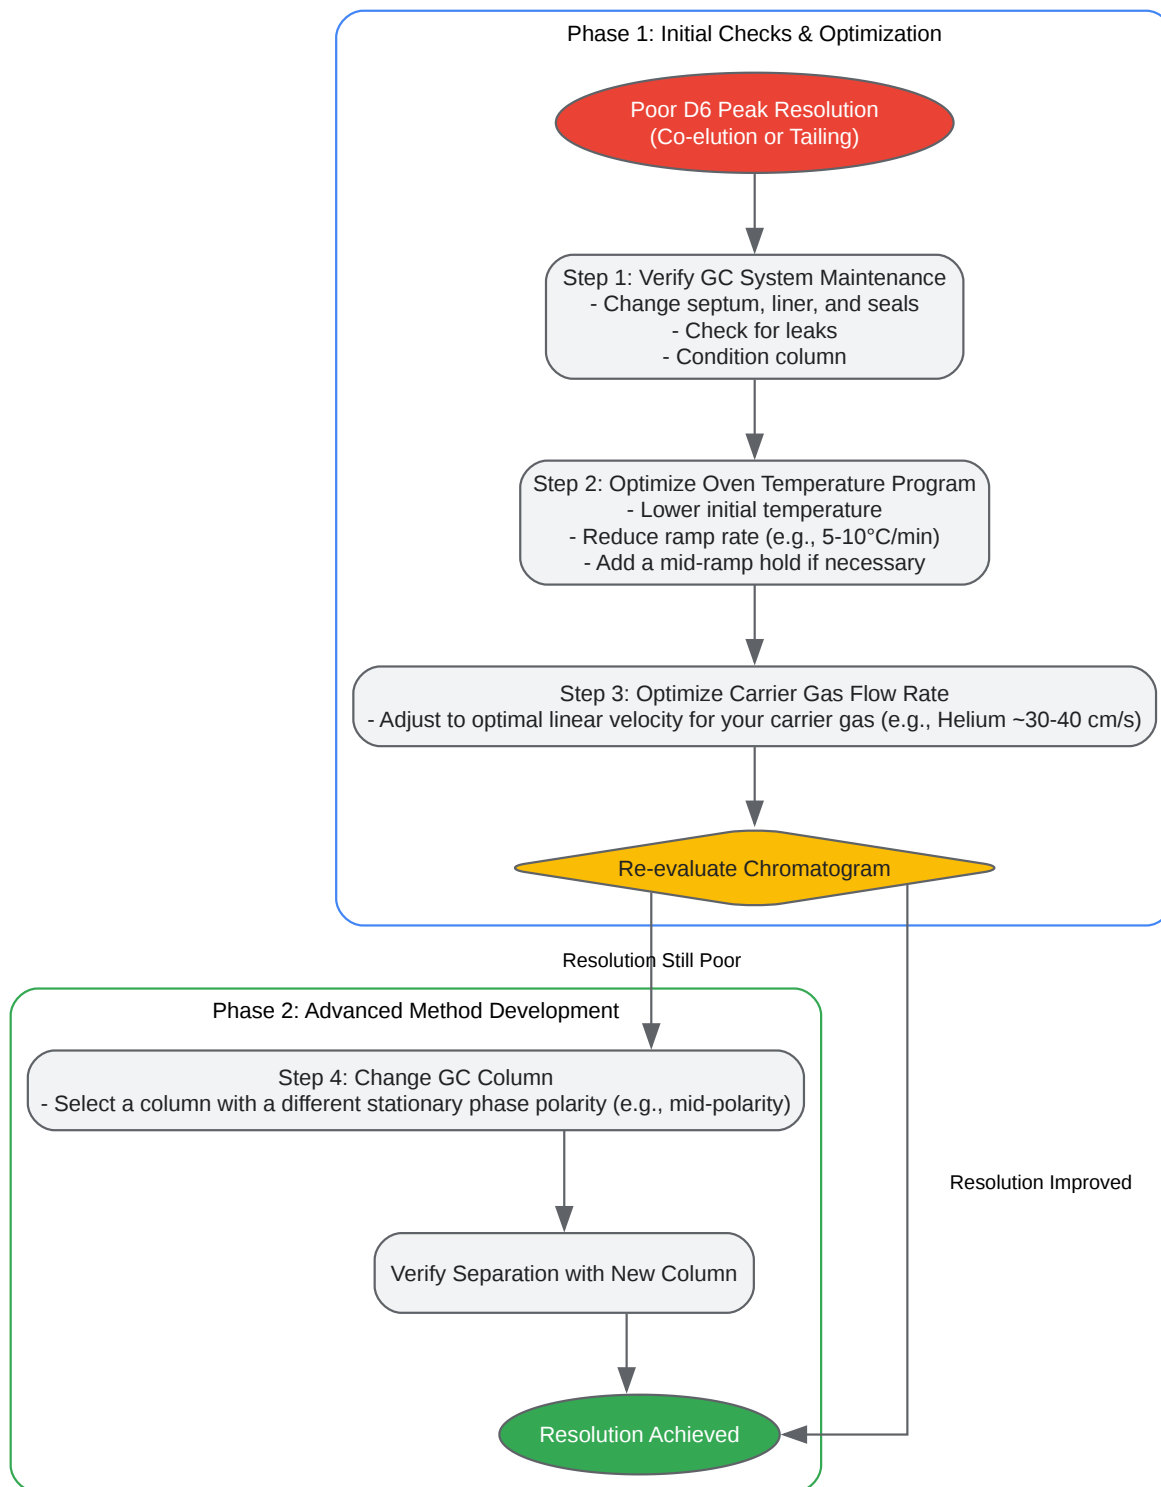 Phase 1: Initial Checks & Optimization
Poor D6 Peak Resolution
(Co-elution or Tailing)
Step 1: Verify GC System Maintenance
- Change septum, liner, and seals
- Check for leaks
- Condition column
Step 2: Optimize Oven Temperature Program
- Lower initial temperature
- Reduce ramp rate (e.g., 5-10°C/min)
- Add a mid-ramp hold if necessary
Step 3: Optimize Carrier Gas Flow Rate
- Adjust to optimal linear velocity for your carrier gas (e.g., Helium ~30-40 cm/s)
Re-evaluate Chromatogram
Resolution Still Poor
Phase 2: Advanced Method Development
Step 4: Change GC Column
- Select a column with a different stationary phase polarity (e.g., mid-polarity)
Resolution Improved
Verify Separation with New Column
Resolution Achieved